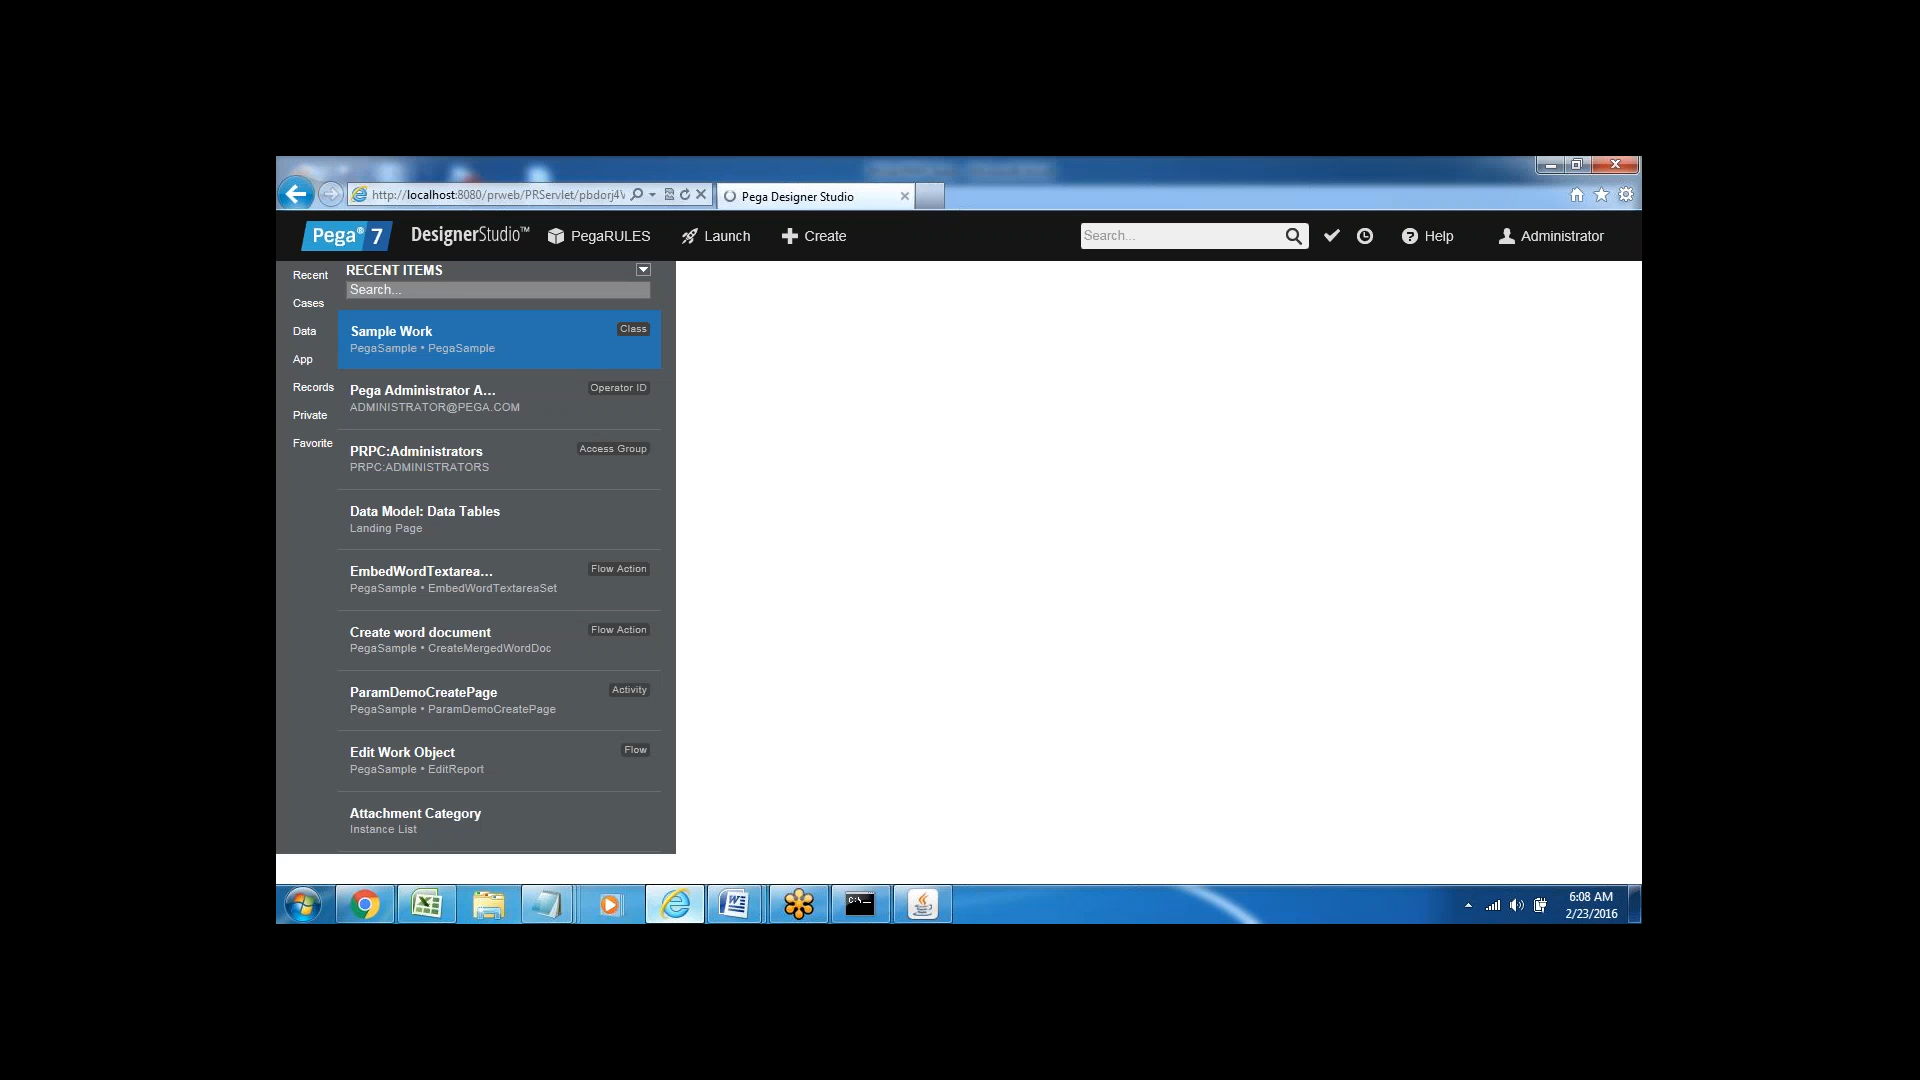 http://localhost:8080/prweb/PRServlet/pbdorj4V
Pega Designer Studio
Pega® 7
DesignerStudio™
PegaRULES
Launch
Create
Search...
Help
Administrator
Recent
Cases
Data
App
Records
Private
Favorite
RECENT ITEMS
Search...
Sample Work
Class
PegaSample • PegaSample
Pega Administrator A...
Operator ID
ADMINISTRATOR@PEGA.COM
PRPC:Administrators
Access Group
PRPC:ADMINISTRATORS
Data Model: Data Tables
Landing Page
EmbedWordTextarea...
Flow Action
PegaSample • EmbedWordTextareaSet
Create word document
Flow Action
PegaSample • CreateMergedWordDoc
ParamDemoCreatePage
Activity
PegaSample • ParamDemoCreatePage
Edit Work Object
Flow
PegaSample • EditReport
Attachment Category
Instance List
C:\
6:08 AM
2/23/2016